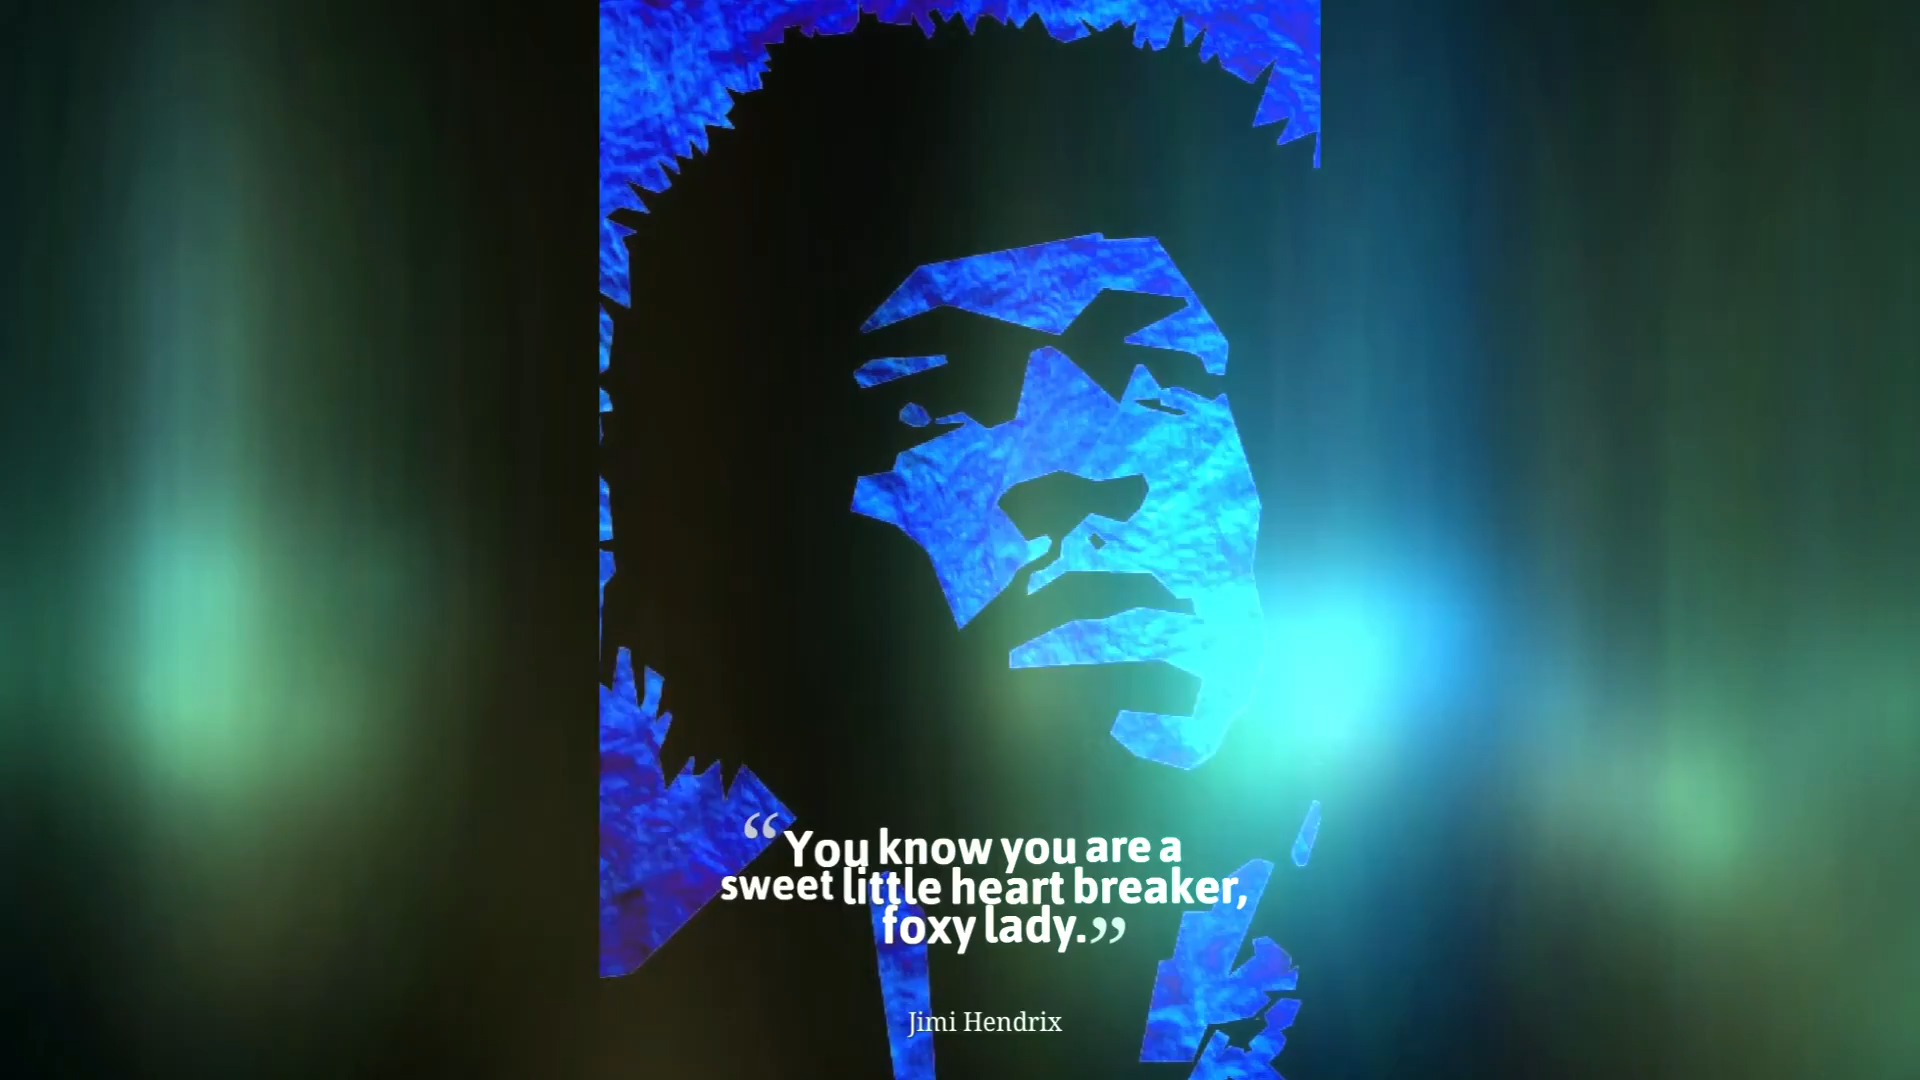 “You know you are a
sweet little heart breaker,
foxy lady.”
Jimi Hendrix